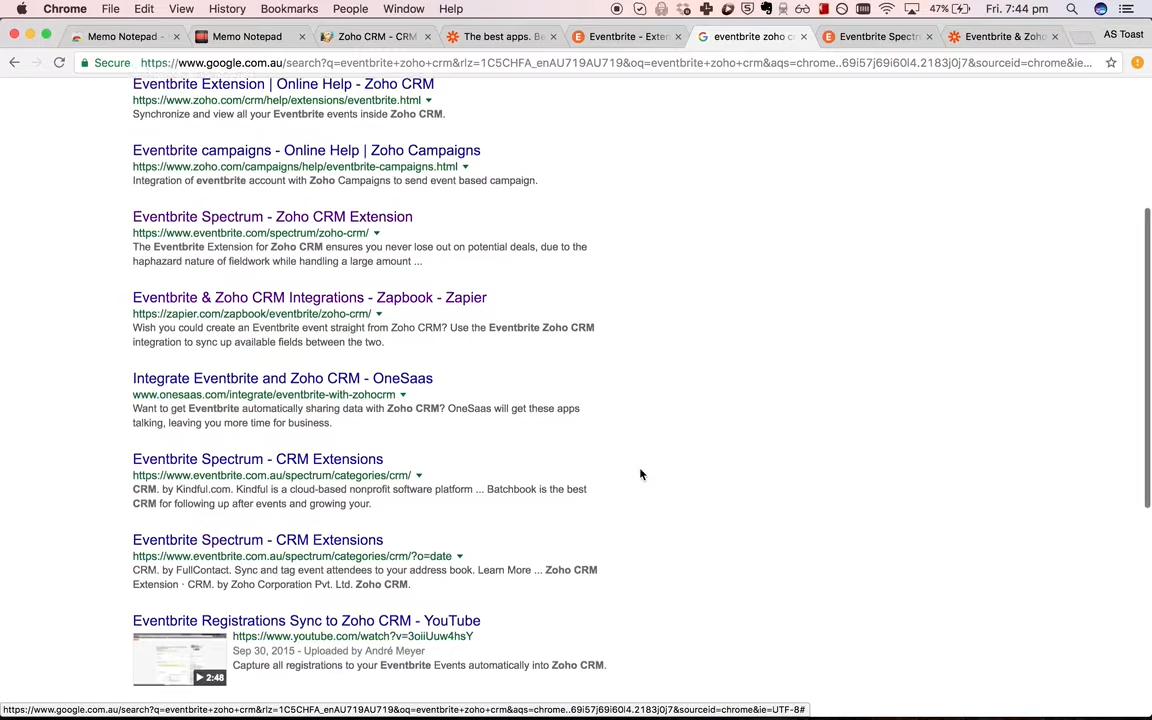 Chrome File Edit View History Bookmarks People Window Help 47% Fri. 7:44 pm
Memo Notepad - Memo Notepad Zoho CRM - CRM The best apps. Be Eventbrite - Exten eventbrite zoho c Eventbrite Spectr Eventbrite & Zoho AS Toast
Secure https://www.google.com.au/search?q=eventbrite+zoho+crm&rlz=1C5CHFA_enAU719AU719&oq=eventbrite+zoho+crm&aqs=chrome..69i57j69i60l4.2183j0j7&sourceid=chrome&ie...
Eventbrite Extension | Online Help - Zoho CRM
https://www.zoho.com/crm/help/extensions/eventbrite.html
Synchronize and view all your Eventbrite events inside Zoho CRM.
Eventbrite campaigns - Online Help | Zoho Campaigns
https://www.zoho.com/campaigns/help/eventbrite-campaigns.html
Integration of eventbrite account with Zoho Campaigns to send event based campaign.
Eventbrite Spectrum - Zoho CRM Extension
https://www.eventbrite.com/spectrum/zoho-crm/
The Eventbrite Extension for Zoho CRM ensures you never lose out on potential deals, due to the
haphazard nature of fieldwork while handling a large amount ...
Eventbrite & Zoho CRM Integrations - Zapbook - Zapier
https://zapier.com/zapbook/eventbrite/zoho-crm/
Wish you could create an Eventbrite event straight from Zoho CRM? Use the Eventbrite Zoho CRM
integration to sync up available fields between the two.
Integrate Eventbrite and Zoho CRM - OneSaas
www.onesaas.com/integrate/eventbrite-with-zohocrm
Want to get Eventbrite automatically sharing data with Zoho CRM? OneSaas will get these apps
talking, leaving you more time for business.
Eventbrite Spectrum - CRM Extensions
https://www.eventbrite.com.au/spectrum/categories/crm/
CRM. by Kindful.com. Kindful is a cloud-based nonprofit software platform ... Batchbook is the best
CRM for following up after events and growing your.
Eventbrite Spectrum - CRM Extensions
https://www.eventbrite.com.au/spectrum/categories/crm/?o=date
CRM. by FullContact. Sync and tag event attendees to your address book. Learn More ... Zoho CRM
Extension · CRM. by Zoho Corporation Pvt. Ltd. Zoho CRM.
Eventbrite Registrations Sync to Zoho CRM - YouTube
https://www.youtube.com/watch?v=3oiiUuw4hsY
Sep 30, 2015 - Uploaded by André Meyer
Capture all registrations to your Eventbrite Events automatically into Zoho CRM.
2:48
https://www.google.com.au/search?q=eventbrite+zoho+crm&rlz=1C5CHFA_enAU719AU719&oq=eventbrite+zoho+crm&aqs=chrome..69i57j69i60l4.2183j0j7&sourceid=chrome&ie=UTF-8#